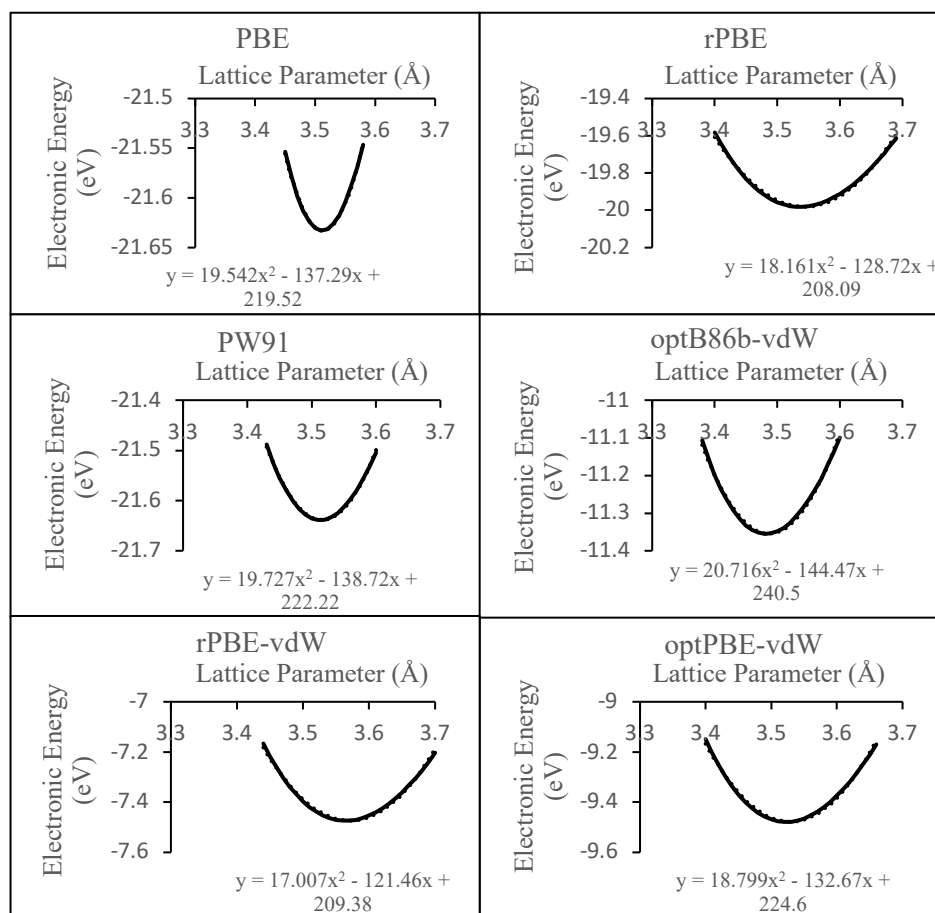 PBE
Lattice Parameter (Å)
Electronic Energy
(eV)
-21.5
3.3 3.4 3.5 3.6 3.7
-21.55
-21.6
-21.65
y = 19.542x² - 137.29x +
219.52
rPBE
Lattice Parameter (Å)
Electronic Energy
(eV)
-19.4
3.3 3.4 3.5 3.6 3.7
-19.6
-19.8
-20
-20.2
y = 18.161x² - 128.72x +
208.09
PW91
Lattice Parameter (Å)
Electronic Energy
(eV)
-21.4
3.3 3.4 3.5 3.6 3.7
-21.5
-21.6
-21.7
y = 19.727x² - 138.72x +
222.22
optB86b-vdW
Lattice Parameter (Å)
Electronic Energy
(eV)
-11
3.3 3.4 3.5 3.6 3.7
-11.1
-11.2
-11.3
-11.4
y = 20.716x² - 144.47x +
240.5
rPBE-vdW
Lattice Parameter (Å)
Electronic Energy
(eV)
-7
3.3 3.4 3.5 3.6 3.7
-7.2
-7.4
-7.6
y = 17.007x² - 121.46x +
209.38
optPBE-vdW
Lattice Parameter (Å)
Electronic Energy
(eV)
-9
3.3 3.4 3.5 3.6 3.7
-9.2
-9.4
-9.6
y = 18.799x² - 132.67x +
224.6